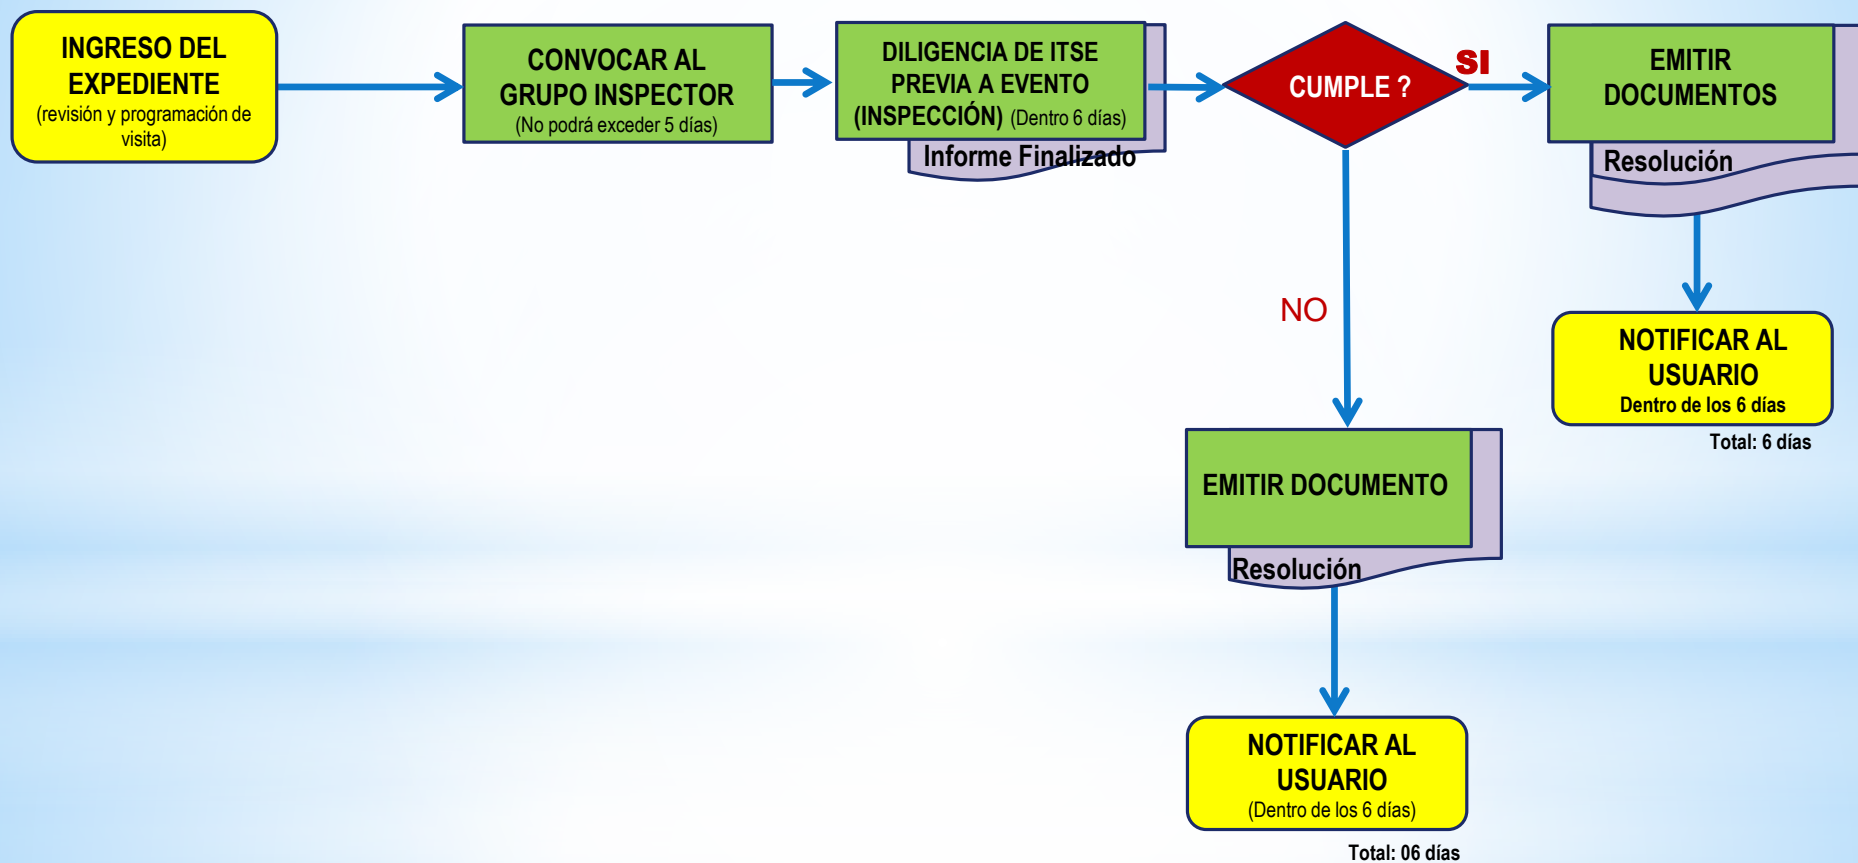 INGRESO DEL
EXPEDIENTE
(revisión y programación de
visita)
CONVOCAR AL
GRUPO INSPECTOR
(No podrá exceder 5 días)
DILIGENCIA DE ITSE
PREVIA A EVENTO
(INSPECCIÓN) (Dentro 6 días)
Informe Finalizado
CUMPLE ?
SI
EMITIR
DOCUMENTOS
Resolución
NOTIFICAR AL
USUARIO
Dentro de los 6 días
Total: 6 días
NO
EMITIR DOCUMENTO
Resolución
NOTIFICAR AL
USUARIO
(Dentro de los 6 días)
Total: 06 días